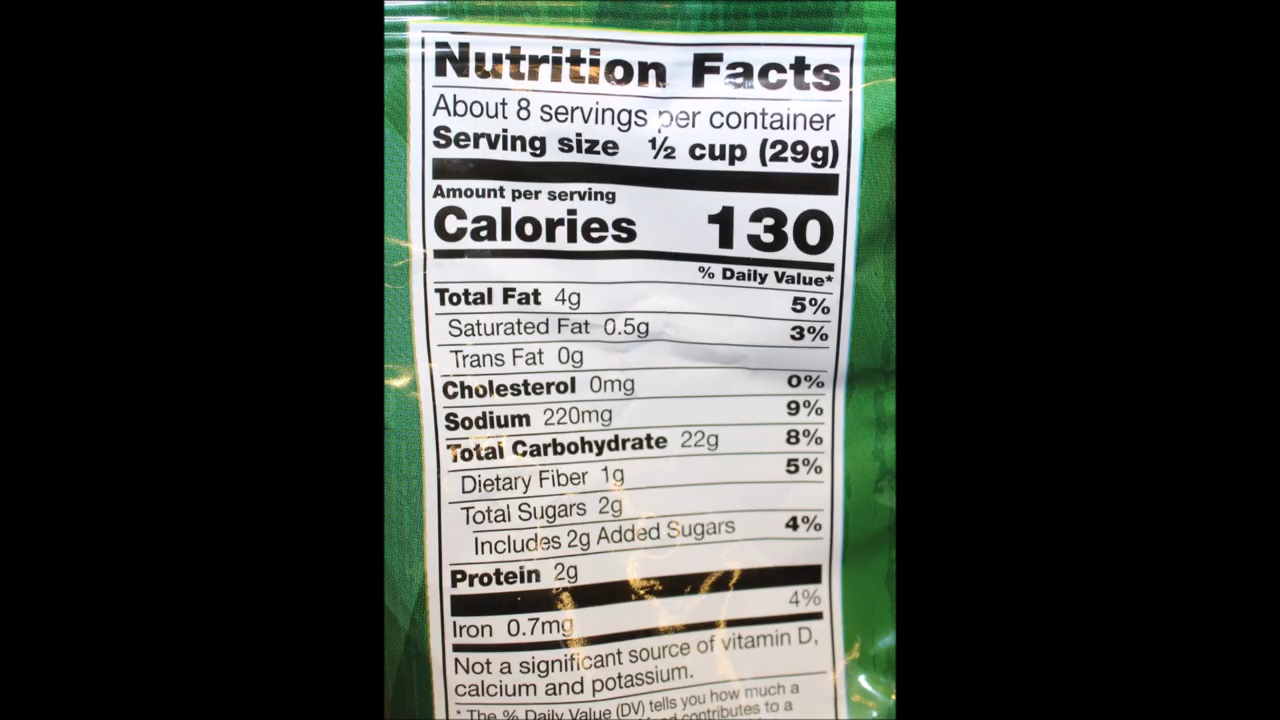 Nutrition Facts
About 8 servings per container
Serving size ½ cup (29g)
Amount per serving
Calories 130
% Daily Value*
Total Fat 4g 5%
Saturated Fat 0.5g 3%
Trans Fat 0g
Cholesterol 0mg 0%
Sodium 220mg 9%
Total Carbohydrate 22g 8%
Dietary Fiber 1g 5%
Total Sugars 2g
Includes 2g Added Sugars 4%
Protein 2g
Iron 0.7mg 4%
Not a significant source of vitamin D,
calcium and potassium.
* The % Daily Value (DV) tells you how much a
contributes to a